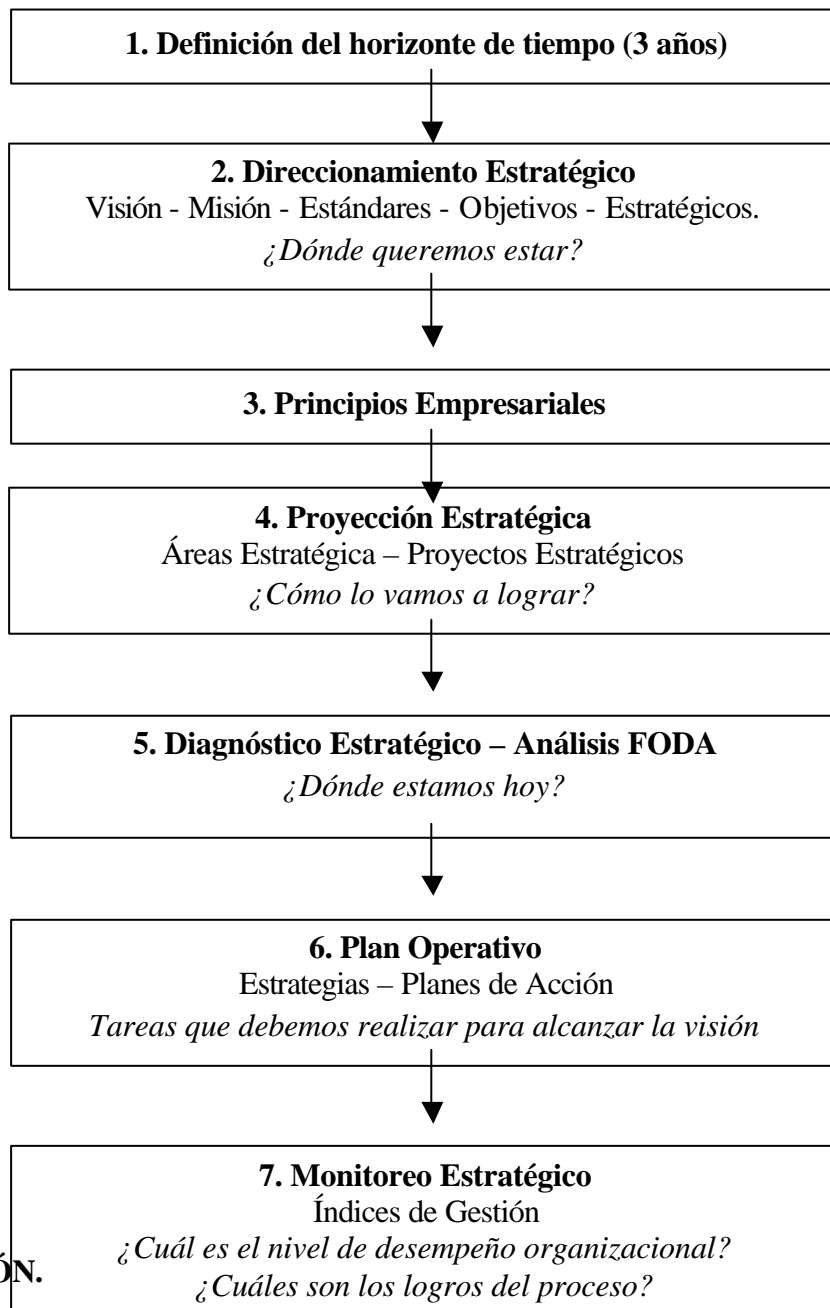 1. Definición del horizonte de tiempo (3 años)
2. Direccionamiento Estratégico
Visión - Misión - Estándares - Objetivos - Estratégicos.
¿Dónde queremos estar?
3. Principios Empresariales
4. Proyección Estratégica
Áreas Estratégica – Proyectos Estratégicos
¿Cómo lo vamos a lograr?
5. Diagnóstico Estratégico – Análisis FODA
¿Dónde estamos hoy?
6. Plan Operativo
Estrategias – Planes de Acción
Tareas que debemos realizar para alcanzar la visión
7. Monitoreo Estratégico
Índices de Gestión
¿Cuál es el nivel de desempeño organizacional?
ÓN.
¿Cuáles son los logros del proceso?